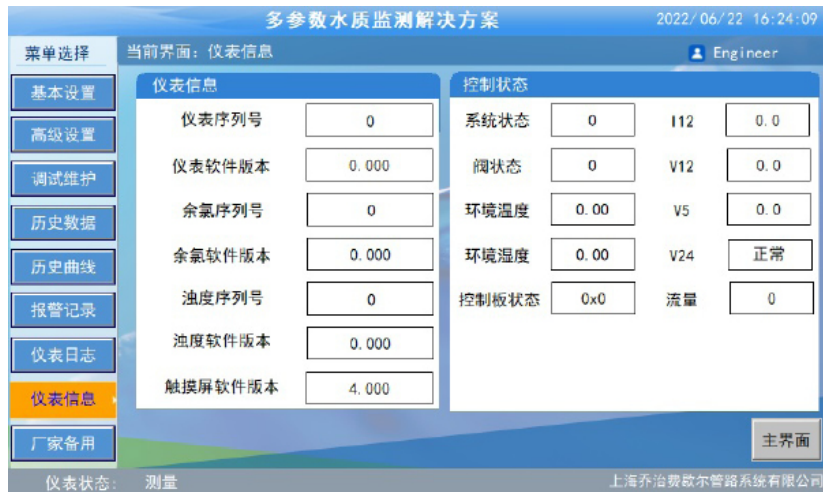 多参数水质监测解决方案 2022/06/22 16:24:09
菜单选择 当前界面：仪表信息 Engineer
基本设置
高级设置
调试维护
历史数据
历史曲线
报警记录
仪表日志
仪表信息
厂家备用
仪表信息
仪表序列号 0
仪表软件版本 0.000
余氯序列号 0
余氯软件版本 0.000
浊度序列号 0
浊度软件版本 0.000
触摸屏软件版本 4.000
控制状态
系统状态 0 I12 0.0
阀状态 0 V12 0.0
环境温度 0.00 V5 0.0
环境湿度 0.00 V24 正常
控制板状态 0x0 流量 0
主界面
仪表状态： 测量 上海乔治费歇尔管路系统有限公司